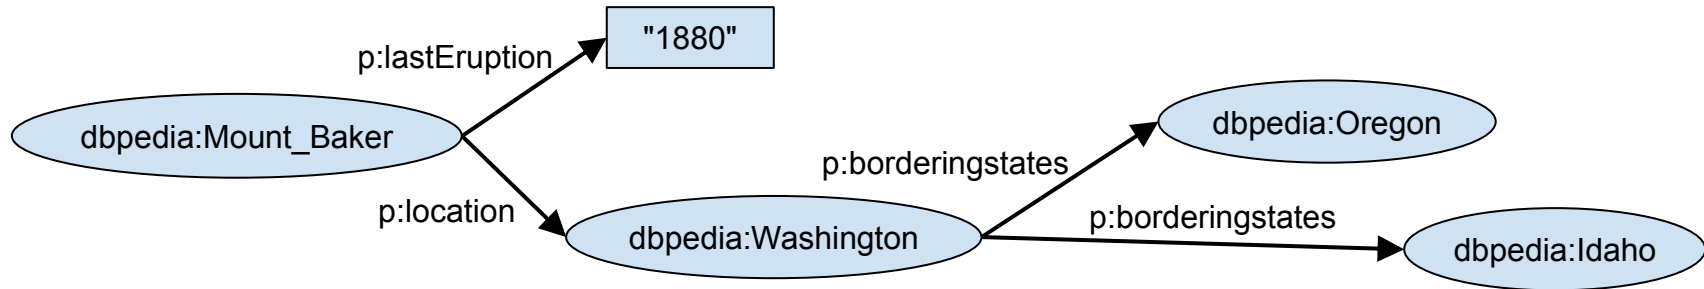 "1880"
p:lastEruption
dbpedia:Mount_Baker
p:location
dbpedia:Washington
p:borderingstates
dbpedia:Oregon
p:borderingstates
dbpedia:Idaho